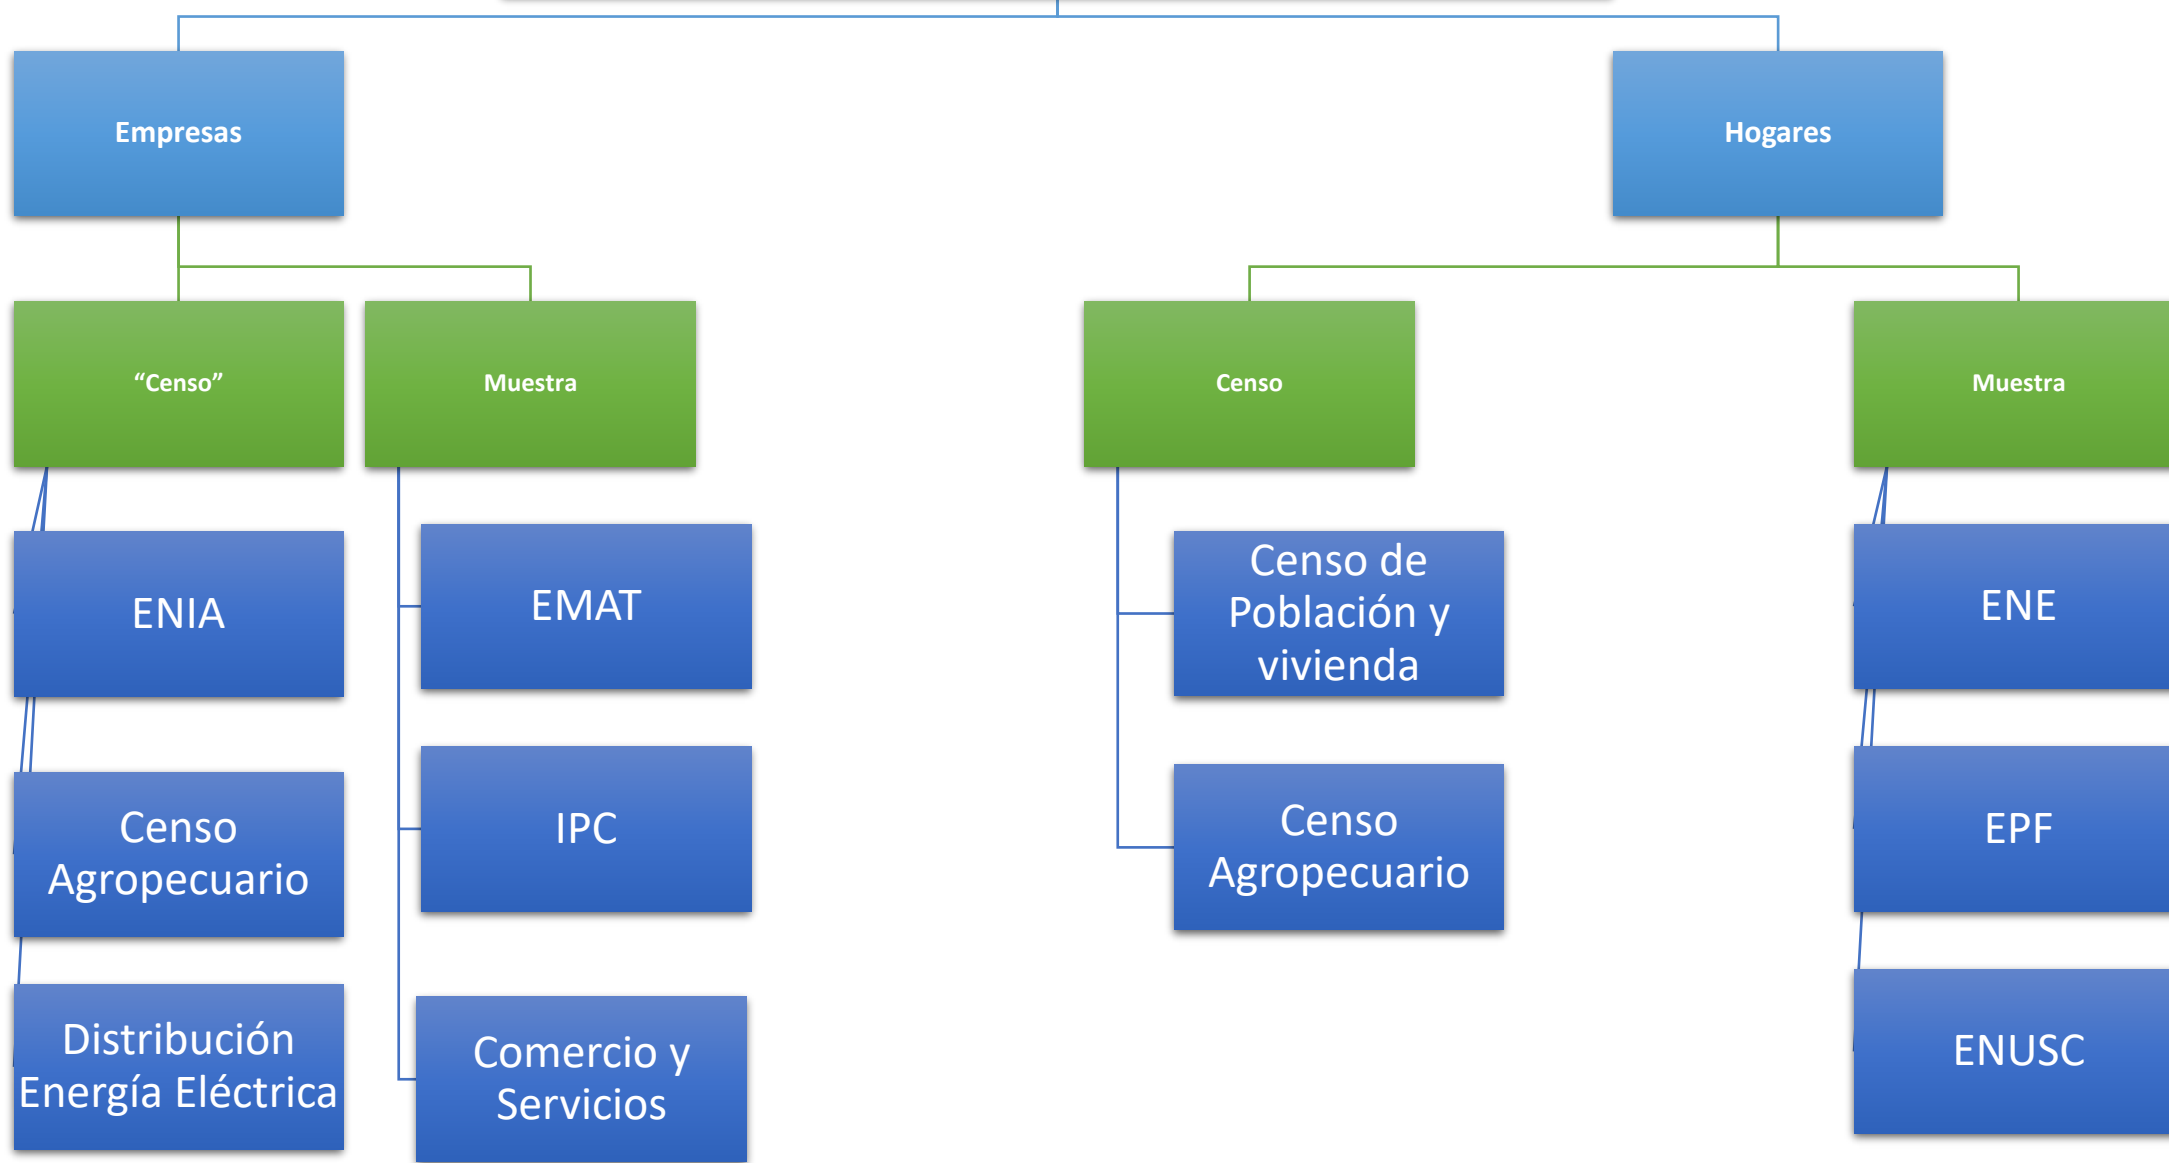 Empresas
Hogares
“Censo”
Muestra
Censo
Muestra
ENIA
EMAT
Censo de
Población y
vivienda
ENE
Censo
Agropecuario
IPC
Censo
Agropecuario
EPF
Distribución
Energía Eléctrica
Comercio y
Servicios
ENUSC